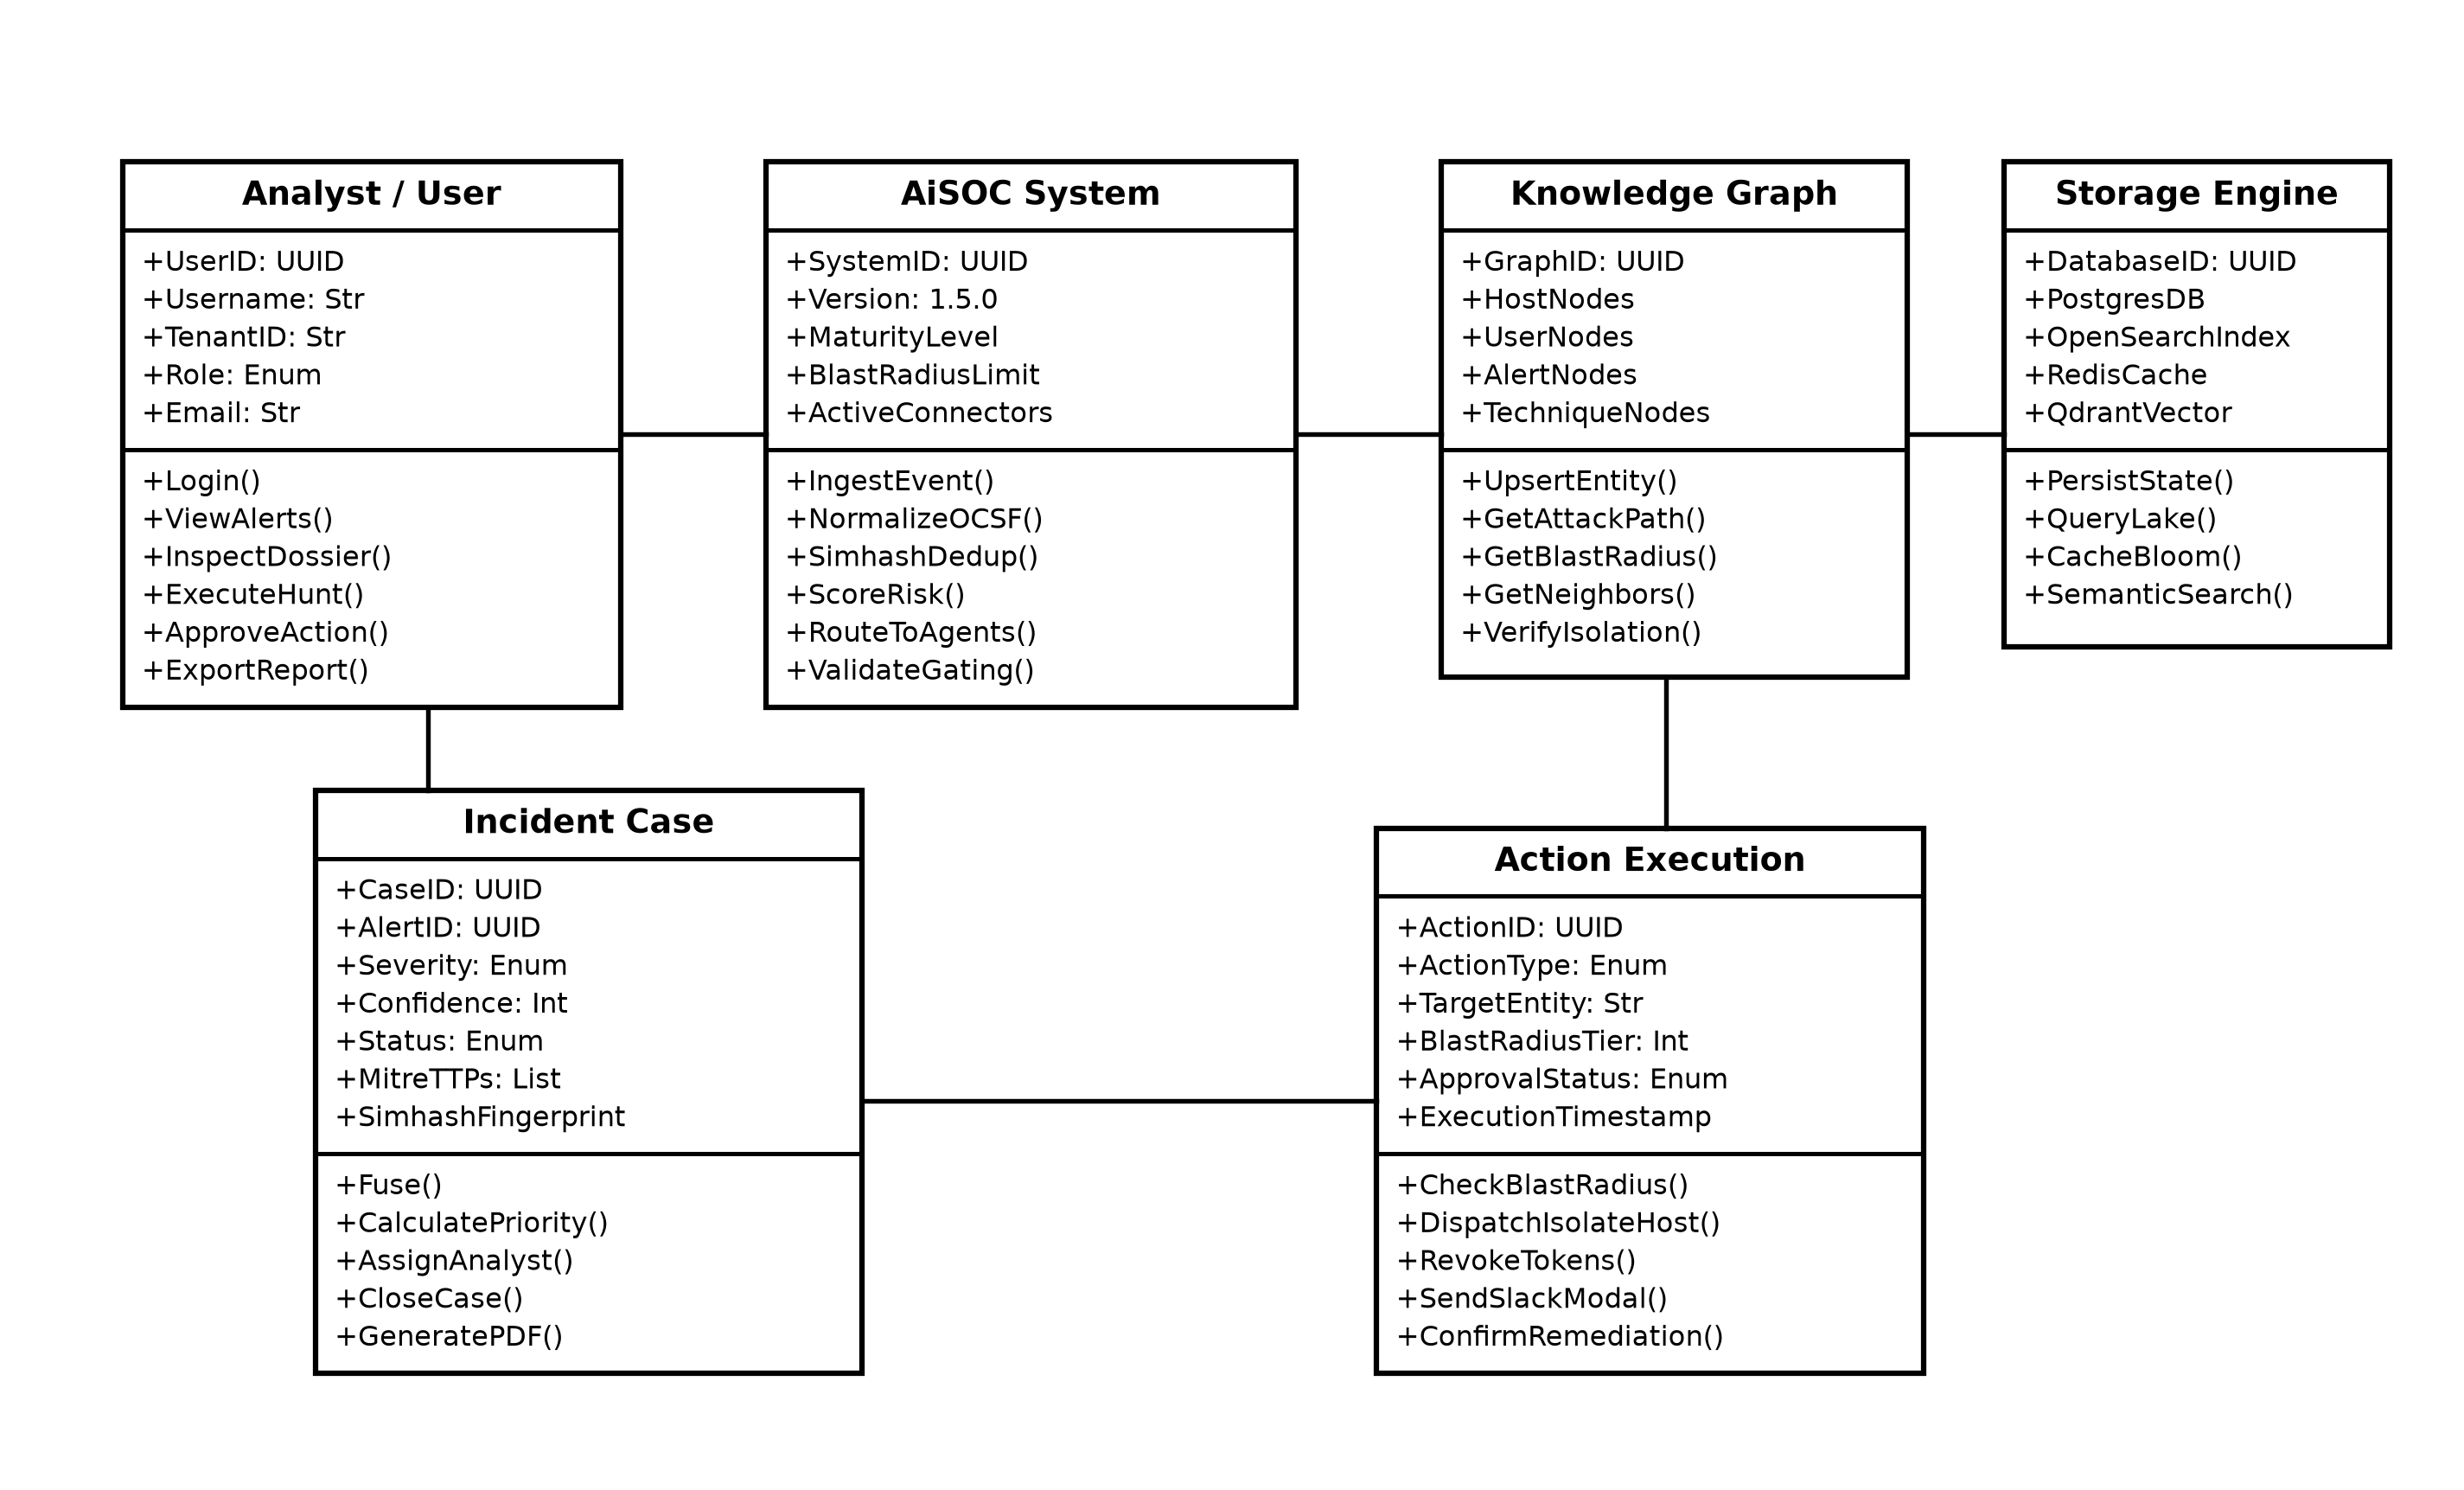 Analyst / User
+UserID: UUID
+Username: Str
+TenantID: Str
+Role: Enum
+Email: Str
+Login()
+ViewAlerts()
+InspectDossier()
+ExecuteHunt()
+ApproveAction()
+ExportReport()
AiSOC System
+SystemID: UUID
+Version: 1.5.0
+MaturityLevel
+BlastRadiusLimit
+ActiveConnectors
+IngestEvent()
+NormalizeOCSF()
+SimhashDedup()
+ScoreRisk()
+RouteToAgents()
+ValidateGating()
Knowledge Graph
+GraphID: UUID
+HostNodes
+UserNodes
+AlertNodes
+TechniqueNodes
+UpsertEntity()
+GetAttackPath()
+GetBlastRadius()
+GetNeighbors()
+VerifyIsolation()
Storage Engine
+DatabaseID: UUID
+PostgresDB
+OpenSearchIndex
+RedisCache
+QdrantVector
+PersistState()
+QueryLake()
+CacheBloom()
+SemanticSearch()
Incident Case
+CaseID: UUID
+AlertID: UUID
+Severity: Enum
+Confidence: Int
+Status: Enum
+MitreTTPs: List
+SimhashFingerprint
+Fuse()
+CalculatePriority()
+AssignAnalyst()
+CloseCase()
+GeneratePDF()
Action Execution
+ActionID: UUID
+ActionType: Enum
+TargetEntity: Str
+BlastRadiusTier: Int
+ApprovalStatus: Enum
+ExecutionTimestamp
+CheckBlastRadius()
+DispatchIsolateHost()
+RevokeTokens()
+SendSlackModal()
+ConfirmRemediation()